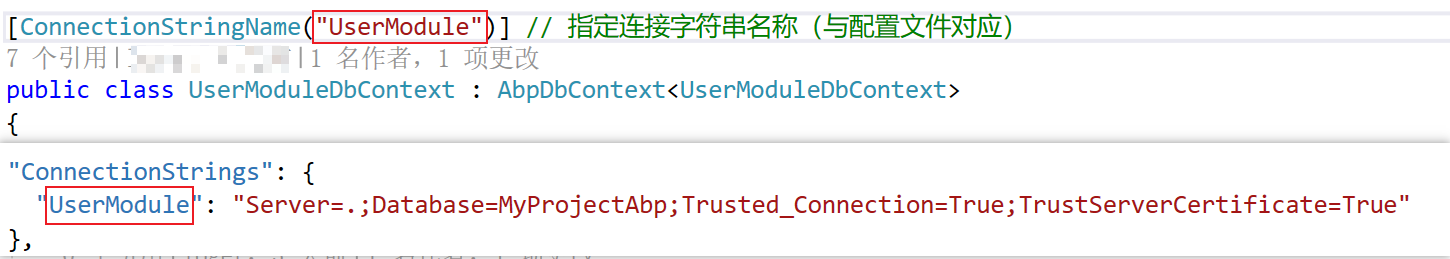 [ConnectionStringName("UserModule")] // 指定连接字符串名称（与配置文件对应）
7 个引用||1 名作者，1 项更改
public class UserModuleDbContext : AbpDbContext<UserModuleDbContext>
{
"ConnectionStrings": {
"UserModule": "Server=.;Database=MyProjectAbp;Trusted_Connection=True;TrustServerCertificate=True"
},